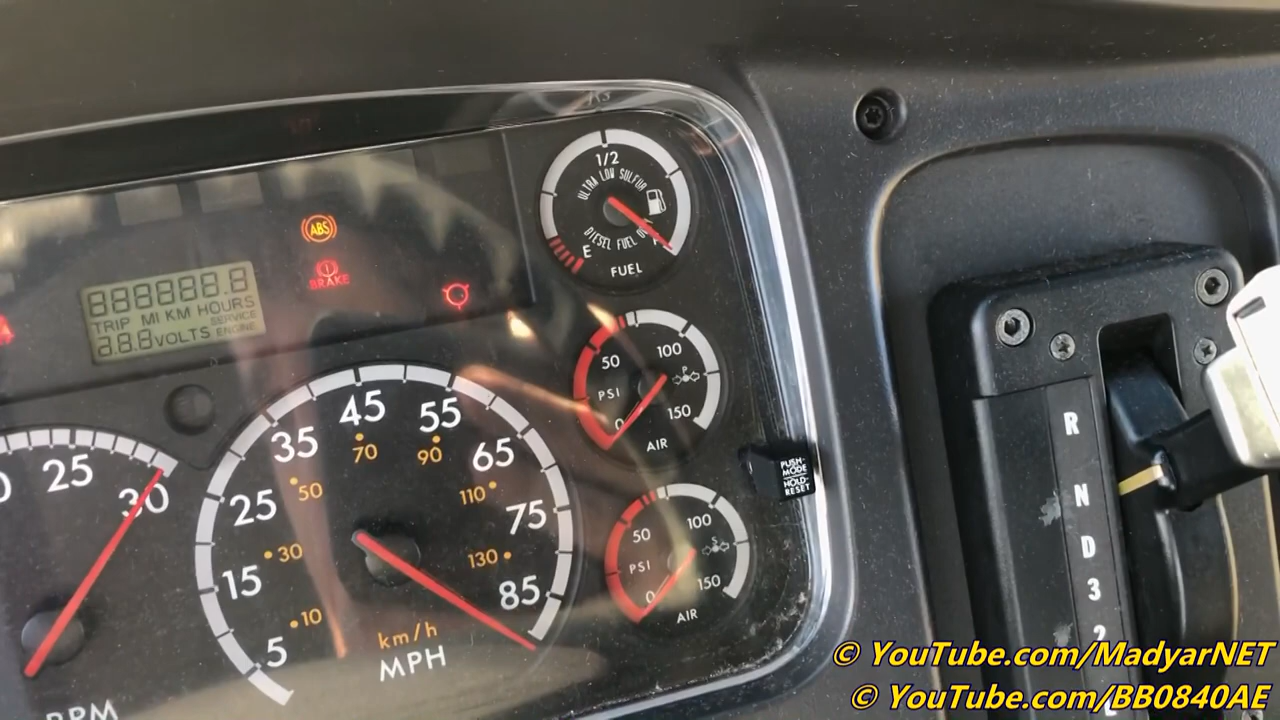 1/2
ULTRA LOW SULFUR
DIESEL FUEL
E
FUEL
ABS
BRAKE
888888.8
TRIP MI KM HOURS
SERVICE
8.8.8 VOLTS ENGINE
50
100
P
PSI
0
150
AIR
PUSH-
MODE
HOLD-
RESET
50
100
S
PSI
0
150
AIR
25
30
RPM
5
15
25
35
45
55
65
75
85
10
30
50
70
90
110
130
km/h
MPH
R
N
D
3
2
© YouTube.com/MadyarNET
© YouTube.com/BB0840AE